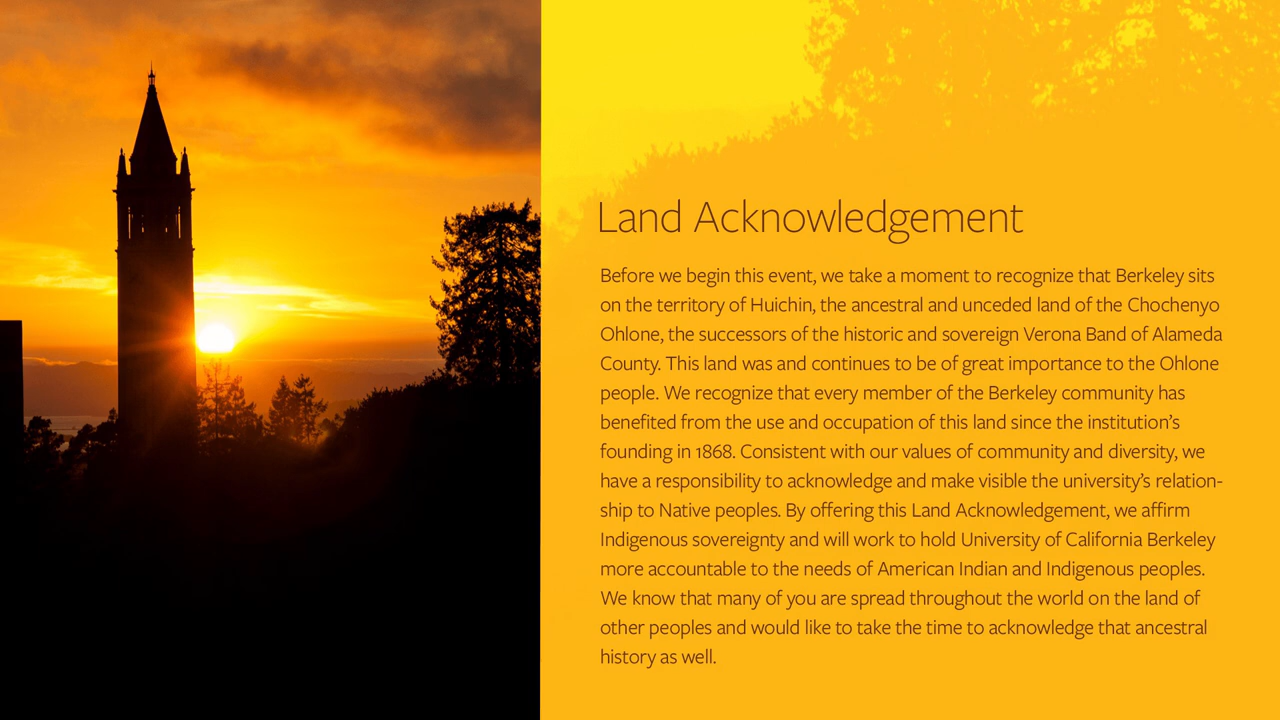 Land Acknowledgement
Before we begin this event, we take a moment to recognize that Berkeley sits
on the territory of Huichin, the ancestral and unceded land of the Chochenyo
Ohlone, the successors of the historic and sovereign Verona Band of Alameda
County. This land was and continues to be of great importance to the Ohlone
people. We recognize that every member of the Berkeley community has
benefited from the use and occupation of this land since the institution’s
founding in 1868. Consistent with our values of community and diversity, we
have a responsibility to acknowledge and make visible the university’s relation-
ship to Native peoples. By offering this Land Acknowledgement, we affirm
Indigenous sovereignty and will work to hold University of California Berkeley
more accountable to the needs of American Indian and Indigenous peoples.
We know that many of you are spread throughout the world on the land of
other peoples and would like to take the time to acknowledge that ancestral
history as well.